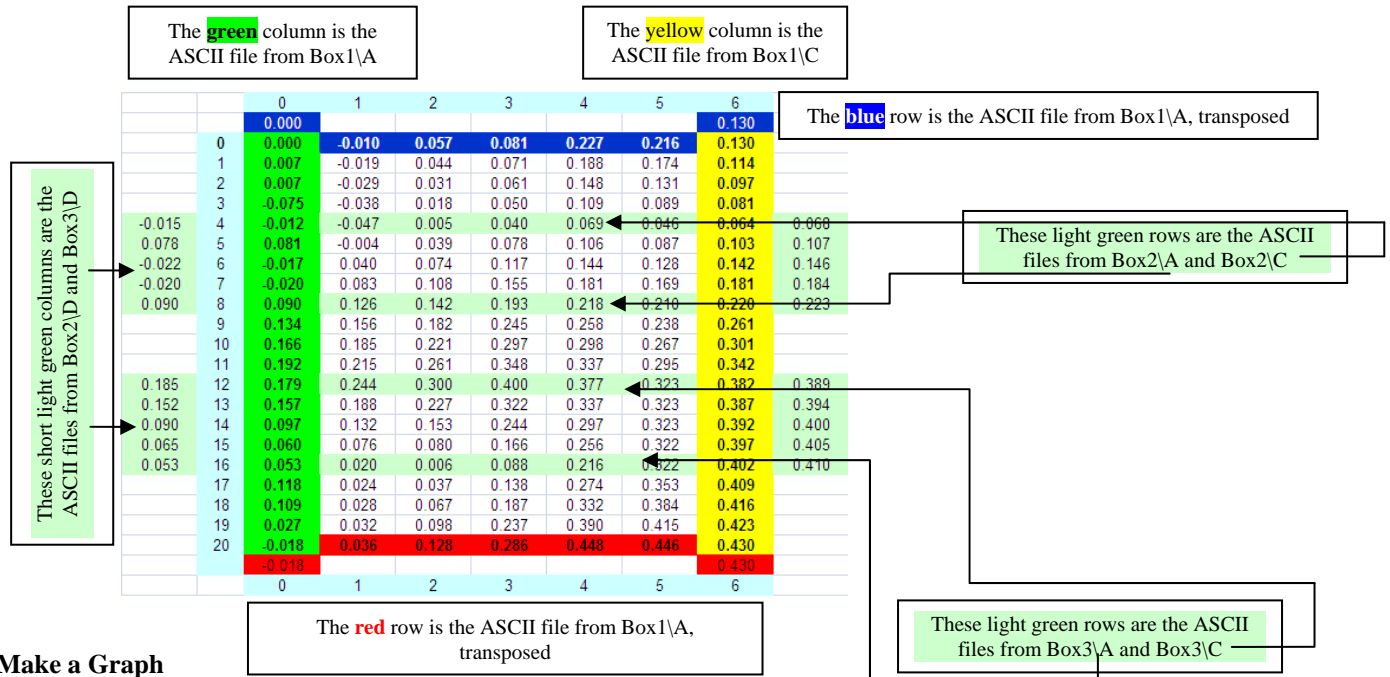 The green column is the
ASCII file from Box1\A
The yellow column is the
ASCII file from Box1\C
The blue row is the ASCII file from Box1\A, transposed
0 1 2 3 4 5 6
0.000 0.130
0 0.000 -0.010 0.057 0.081 0.227 0.216 0.130
1 0.007 -0.019 0.044 0.071 0.188 0.174 0.114
2 0.007 -0.029 0.031 0.061 0.148 0.131 0.097
3 -0.075 -0.038 0.018 0.050 0.109 0.089 0.081
-0.015 4 -0.012 -0.047 0.005 0.040 0.069 0.046 0.064 0.068
0.078 5 0.081 -0.004 0.039 0.078 0.106 0.087 0.103 0.107
-0.022 6 -0.017 0.040 0.074 0.117 0.144 0.128 0.142 0.146
-0.020 7 -0.020 0.083 0.108 0.155 0.181 0.169 0.181 0.184
0.090 8 0.090 0.126 0.142 0.193 0.218 0.210 0.220 0.223
9 0.134 0.156 0.182 0.245 0.258 0.238 0.261
10 0.166 0.185 0.221 0.297 0.298 0.267 0.301
11 0.192 0.215 0.261 0.348 0.337 0.295 0.342
0.185 12 0.179 0.244 0.300 0.400 0.377 0.323 0.382 0.389
0.152 13 0.157 0.188 0.227 0.322 0.337 0.323 0.387 0.394
0.090 14 0.097 0.132 0.153 0.244 0.297 0.323 0.392 0.400
0.065 15 0.060 0.076 0.080 0.166 0.256 0.322 0.397 0.405
0.053 16 0.053 0.020 0.006 0.088 0.216 0.322 0.402 0.410
17 0.118 0.024 0.037 0.138 0.274 0.353 0.409
18 0.109 0.028 0.067 0.187 0.332 0.384 0.416
19 0.027 0.032 0.098 0.237 0.390 0.415 0.423
20 -0.018 0.036 0.128 0.286 0.448 0.446 0.430
-0.018 0.430
0 1 2 3 4 5 6
These short light green columns are the
ASCII files from Box2\D and Box3\D
These light green rows are the ASCII
files from Box2\A and Box2\C
The red row is the ASCII file from Box1\A,
transposed
These light green rows are the ASCII
files from Box3\A and Box3\C
Make a Graph